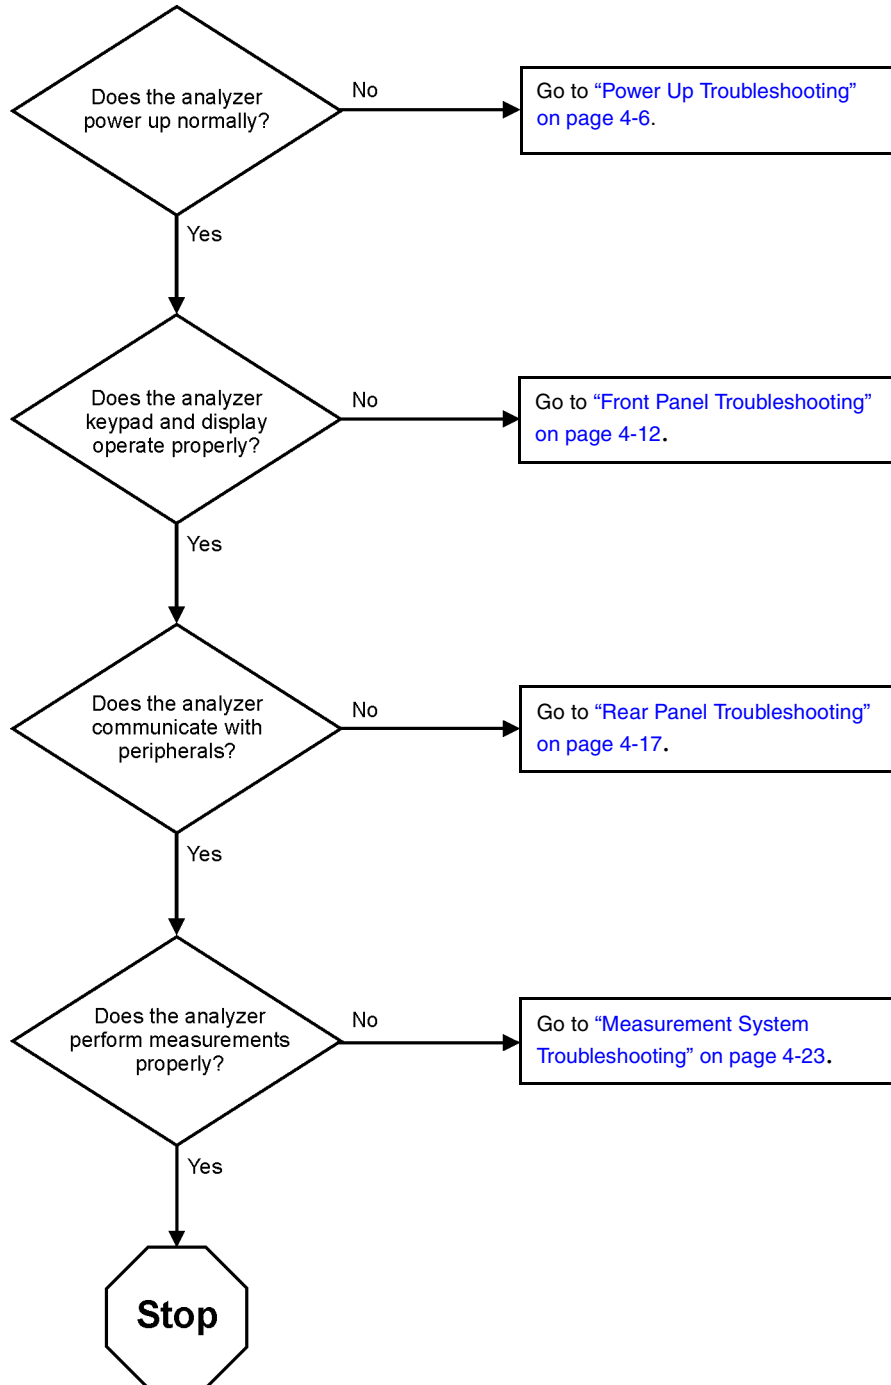 Does the analyzer
power up normally?
No
Go to “Power Up Troubleshooting”
on page 4-6.
Yes
Does the analyzer
keypad and display
operate properly?
No
Go to “Front Panel Troubleshooting”
on page 4-12.
Yes
Does the analyzer
communicate with
peripherals?
No
Go to “Rear Panel Troubleshooting”
on page 4-17.
Yes
Does the analyzer
perform measurements
properly?
No
Go to “Measurement System
Troubleshooting” on page 4-23.
Yes
Stop